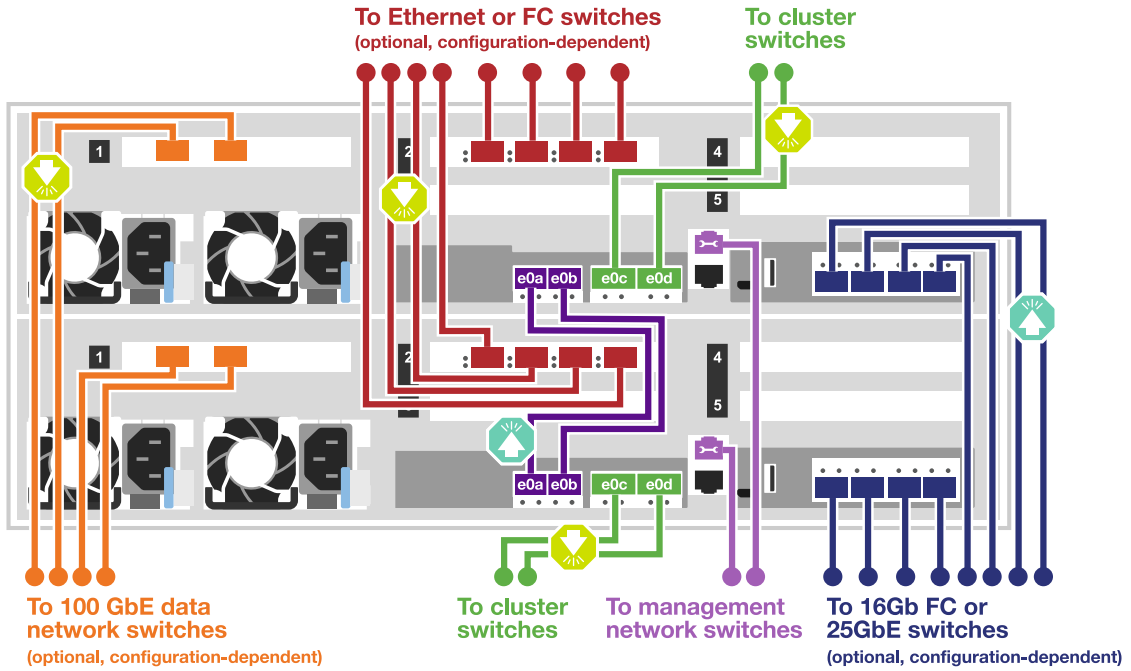 To Ethernet or FC switches
(optional, configuration-dependent)
To cluster
switches
1
2
4
5
e0a e0b e0c e0d
1
2
4
5
e0a e0b e0c e0d
To 100 GbE data
network switches
(optional, configuration-dependent)
To cluster
switches
To management
network switches
To 16Gb FC or
25GbE switches
(optional, configuration-dependent)